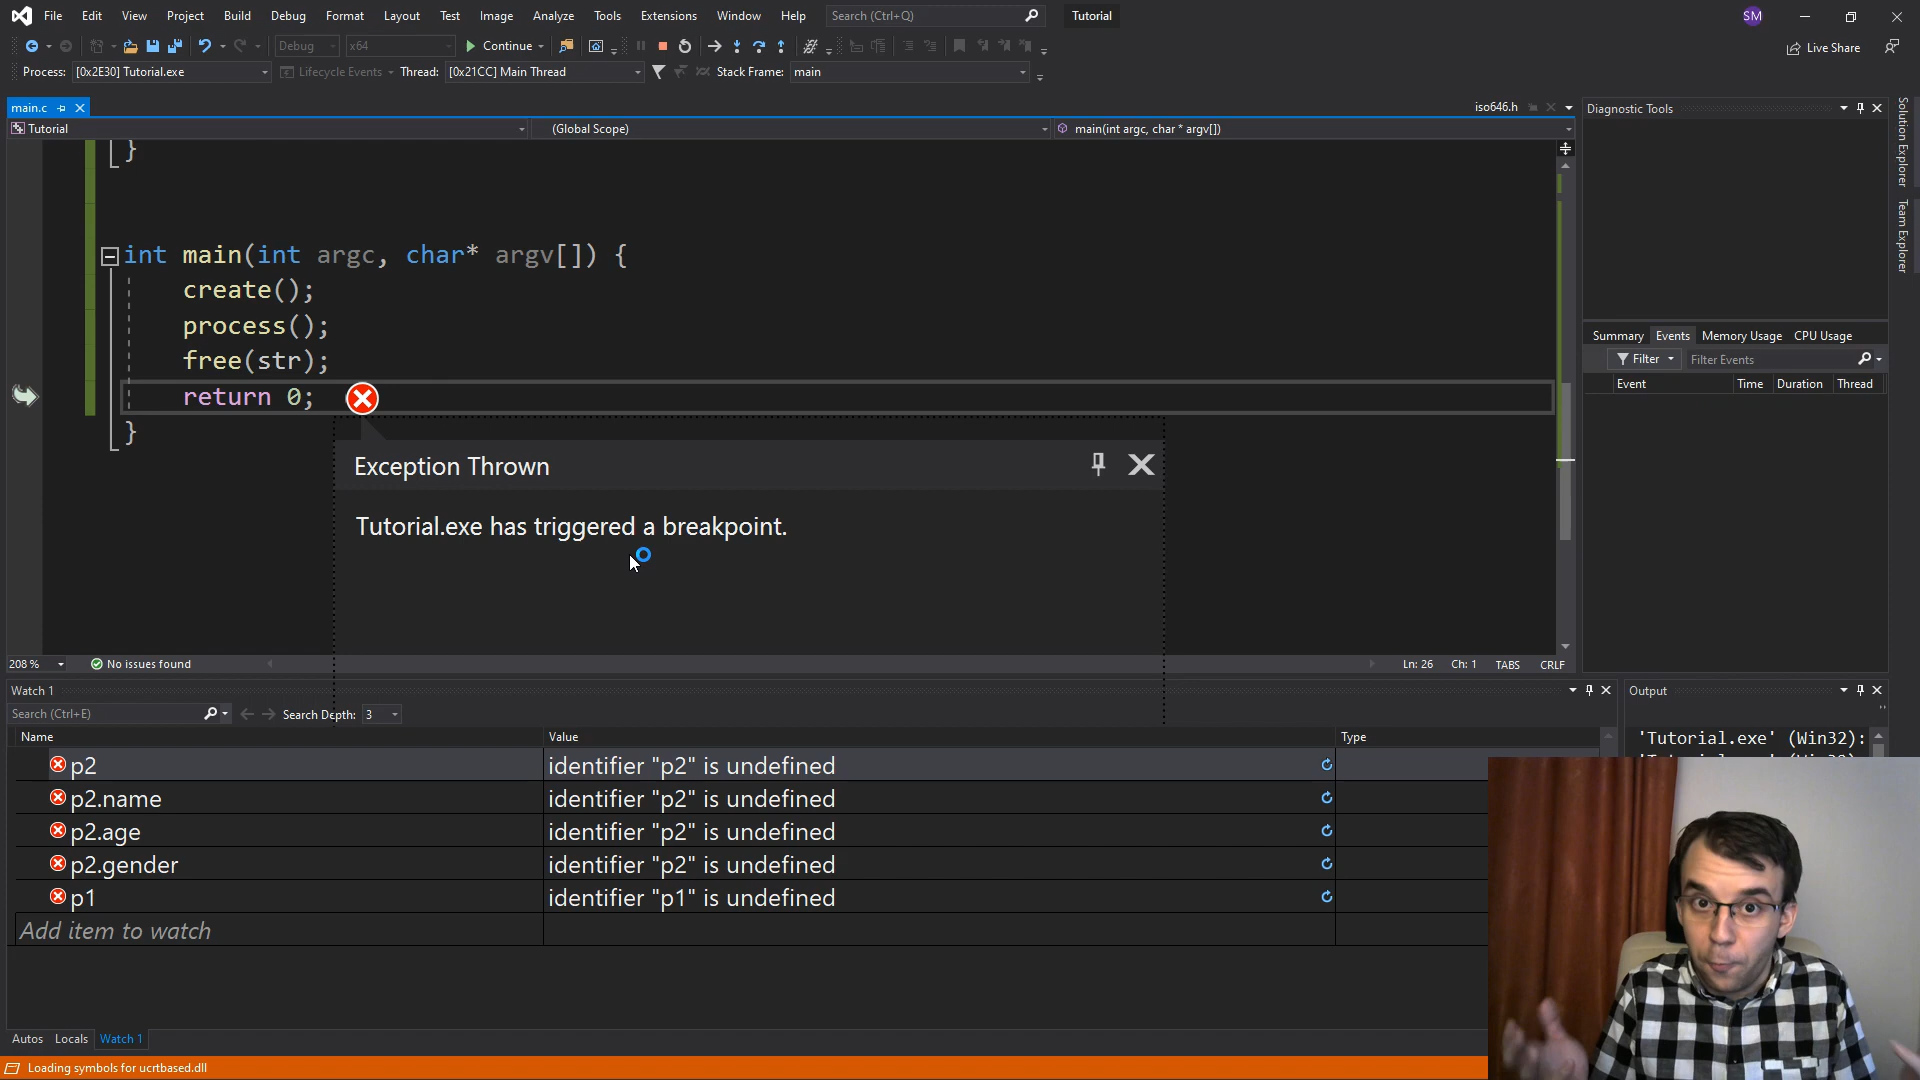 File Edit View Project Build Debug Format Layout Test Image Analyze Tools Extensions Window Help Search (Ctrl+Q) Tutorial SM
Debug x64 Continue Live Share
Process: [0x2E30] Tutorial.exe Lifecycle Events Thread: [0x21CC] Main Thread Stack Frame: main
main.c iso646.h
Tutorial (Global Scope) main(int argc, char * argv[])
}
int main(int argc, char* argv[]) {
create();
process();
free(str);
return 0;
}
Exception Thrown
Tutorial.exe has triggered a breakpoint.
208 % No issues found Ln: 26 Ch: 1 TABS CRLF
Diagnostic Tools
Summary Events Memory Usage CPU Usage
Filter Filter Events
Event Time Duration Thread
Solution Explorer
Team Explorer
Watch 1
Search (Ctrl+E) Search Depth: 3
Name Value Type
p2 identifier "p2" is undefined
p2.name identifier "p2" is undefined
p2.age identifier "p2" is undefined
p2.gender identifier "p2" is undefined
p1 identifier "p1" is undefined
Add item to watch
Output
'Tutorial.exe' (Win32):
Autos Locals Watch 1
Loading symbols for ucrtbased.dll